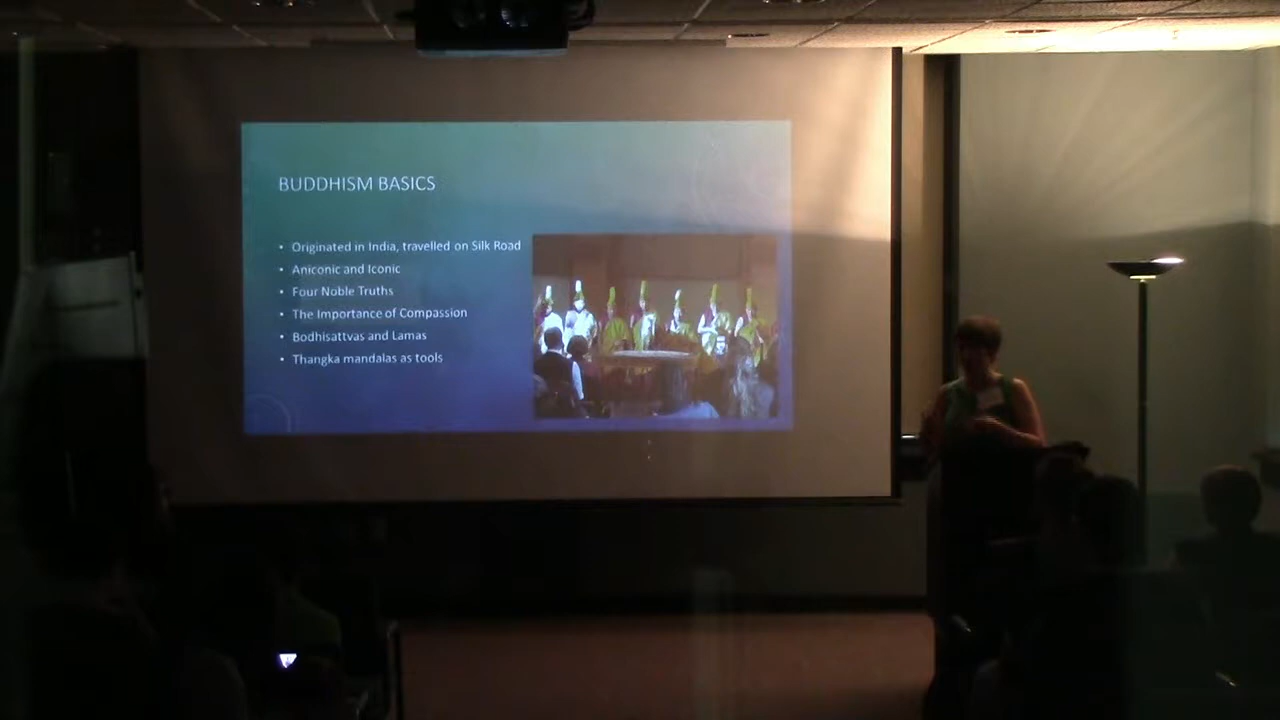 BUDDHISM BASICS
• Originated in India, travelled on Silk Road
• Aniconic and Iconic
• Four Noble Truths
• The Importance of Compassion
• Bodhisattvas and Lamas
• Thangka mandalas as tools